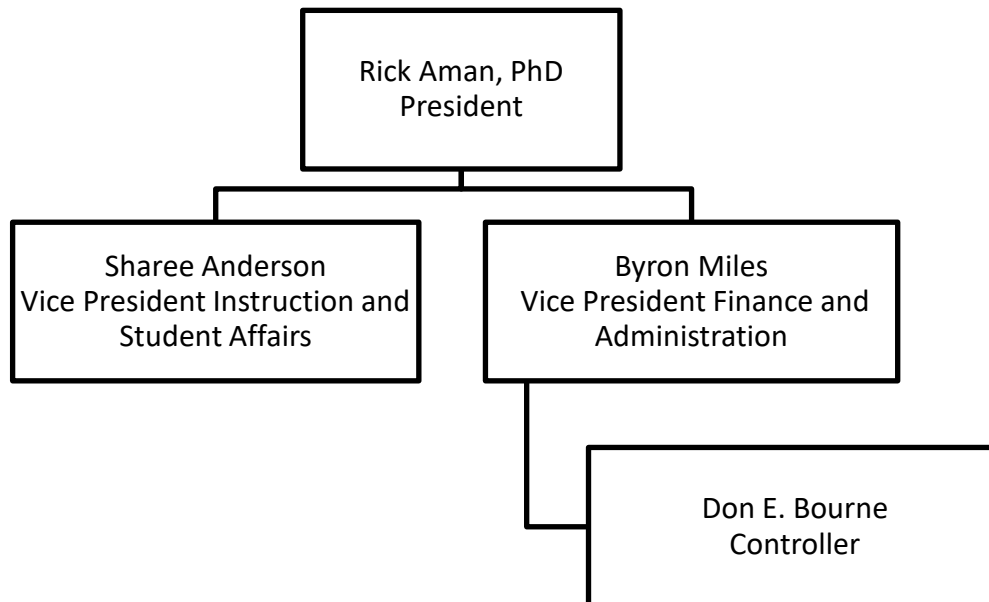 Rick Aman, PhD
President
Sharee Anderson
Vice President Instruction and
Student Affairs
Byron Miles
Vice President Finance and
Administration
Don E. Bourne
Controller